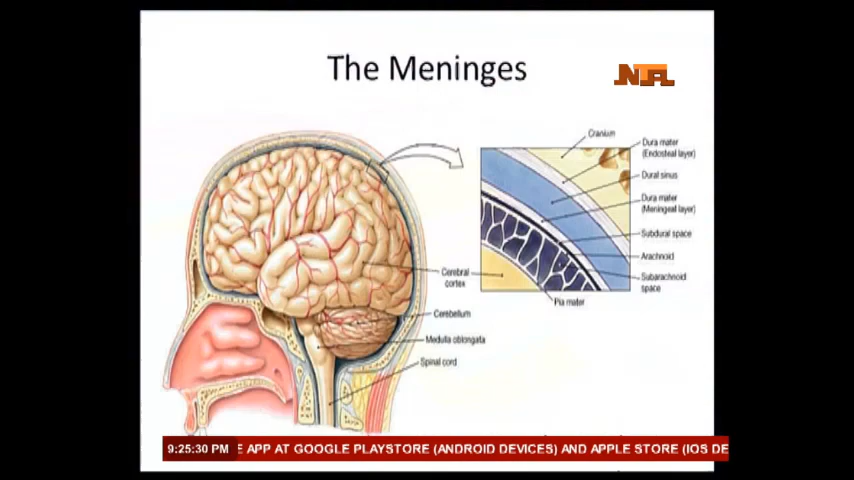 The Meninges
NTA
Cranium
Dura mater
(Endosteal layer)
Dural sinus
Dura mater
(Meningeal layer)
Subdural space
Arachnoid
Subarachnoid
space
Pia mater
Cerebral
cortex
Cerebellum
Medulla oblongata
Spinal cord
9:25:30 PM E APP AT GOOGLE PLAYSTORE (ANDROID DEVICES) AND APPLE STORE (IOS DE